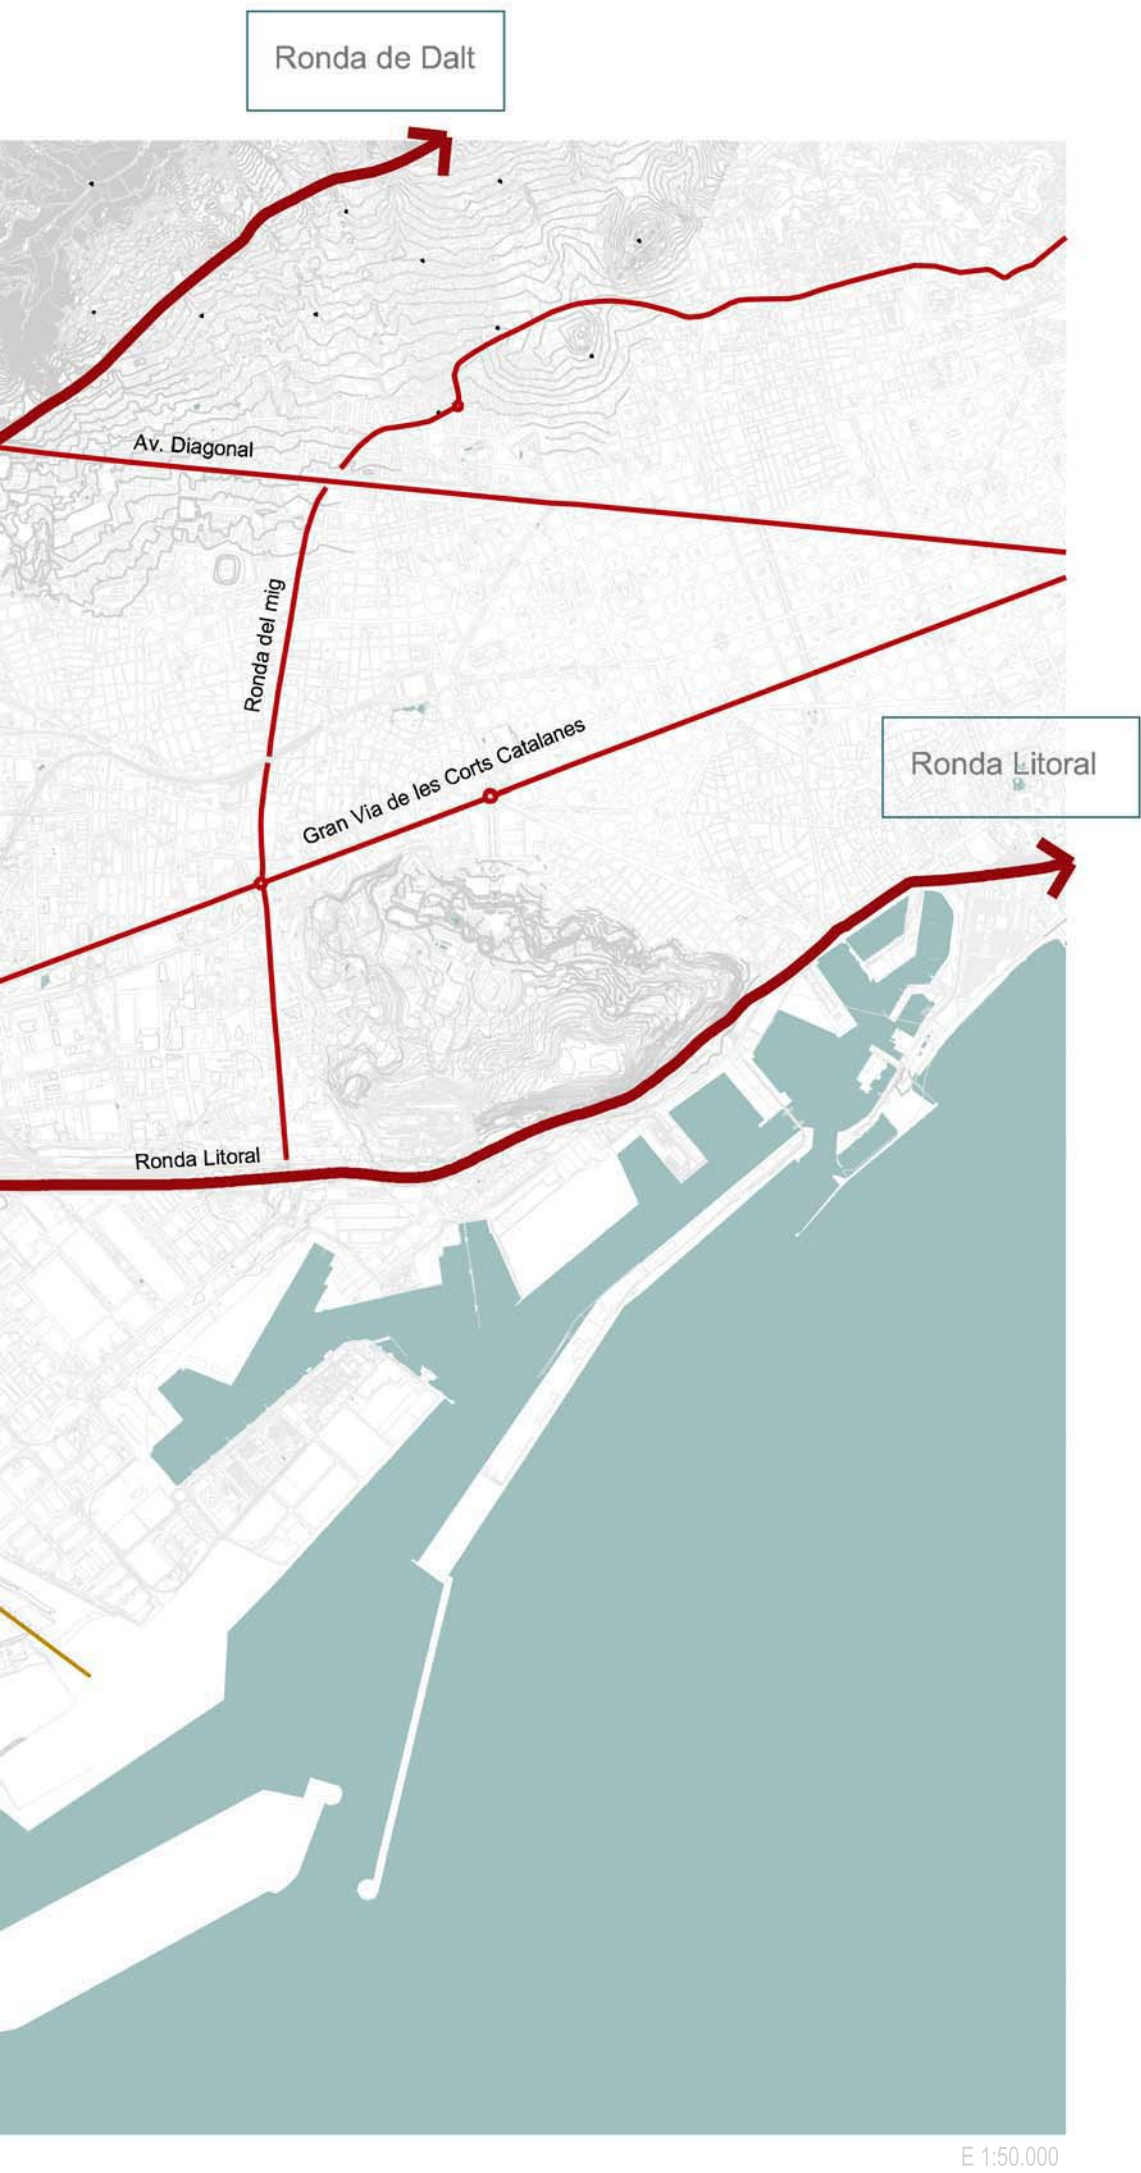 Ronda de Dalt
Av. Diagonal
Ronda del mig
Gran Via de les Corts Catalanes
Ronda Litoral
Ronda Litoral
E 1:50.000